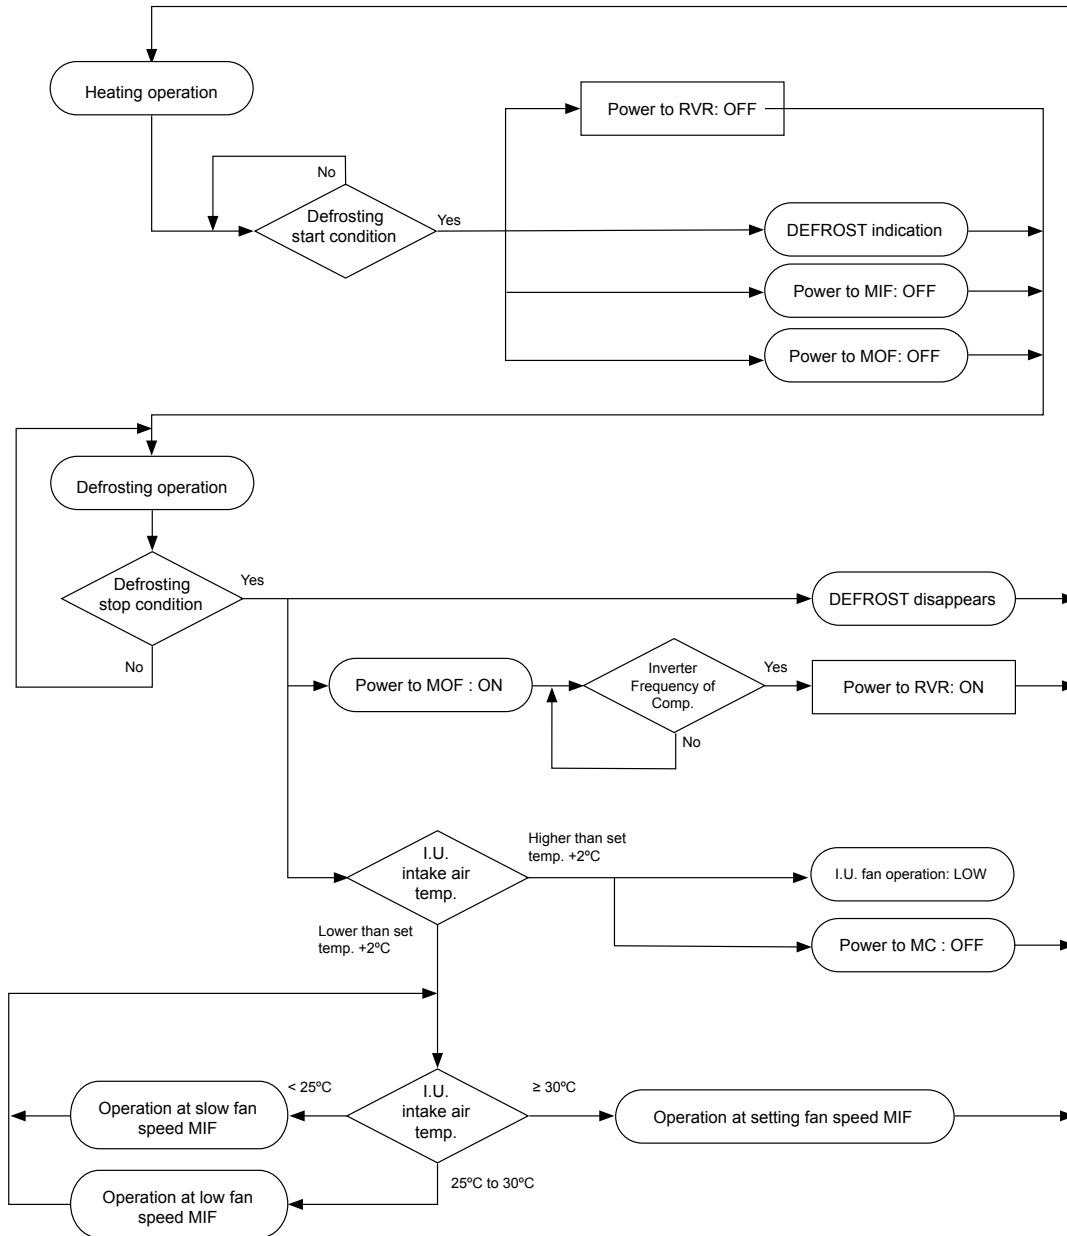 Heating operation
Power to RVR: OFF
No
Defrosting
start condition
Yes
DEFROST indication
Power to MIF: OFF
Power to MOF: OFF
Defrosting operation
Defrosting
stop condition
Yes
No
DEFROST disappears
Power to MOF : ON
Inverter
Frequency of
Comp.
Yes
No
Power to RVR: ON
I.U.
intake air
temp.
Higher than set
temp. +2ºC
I.U. fan operation: LOW
Lower than set
temp. +2ºC
Power to MC : OFF
< 25ºC
I.U.
intake air
temp.
≥ 30ºC
Operation at slow fan
speed MIF
Operation at setting fan speed MIF
25ºC to 30ºC
Operation at low fan
speed MIF